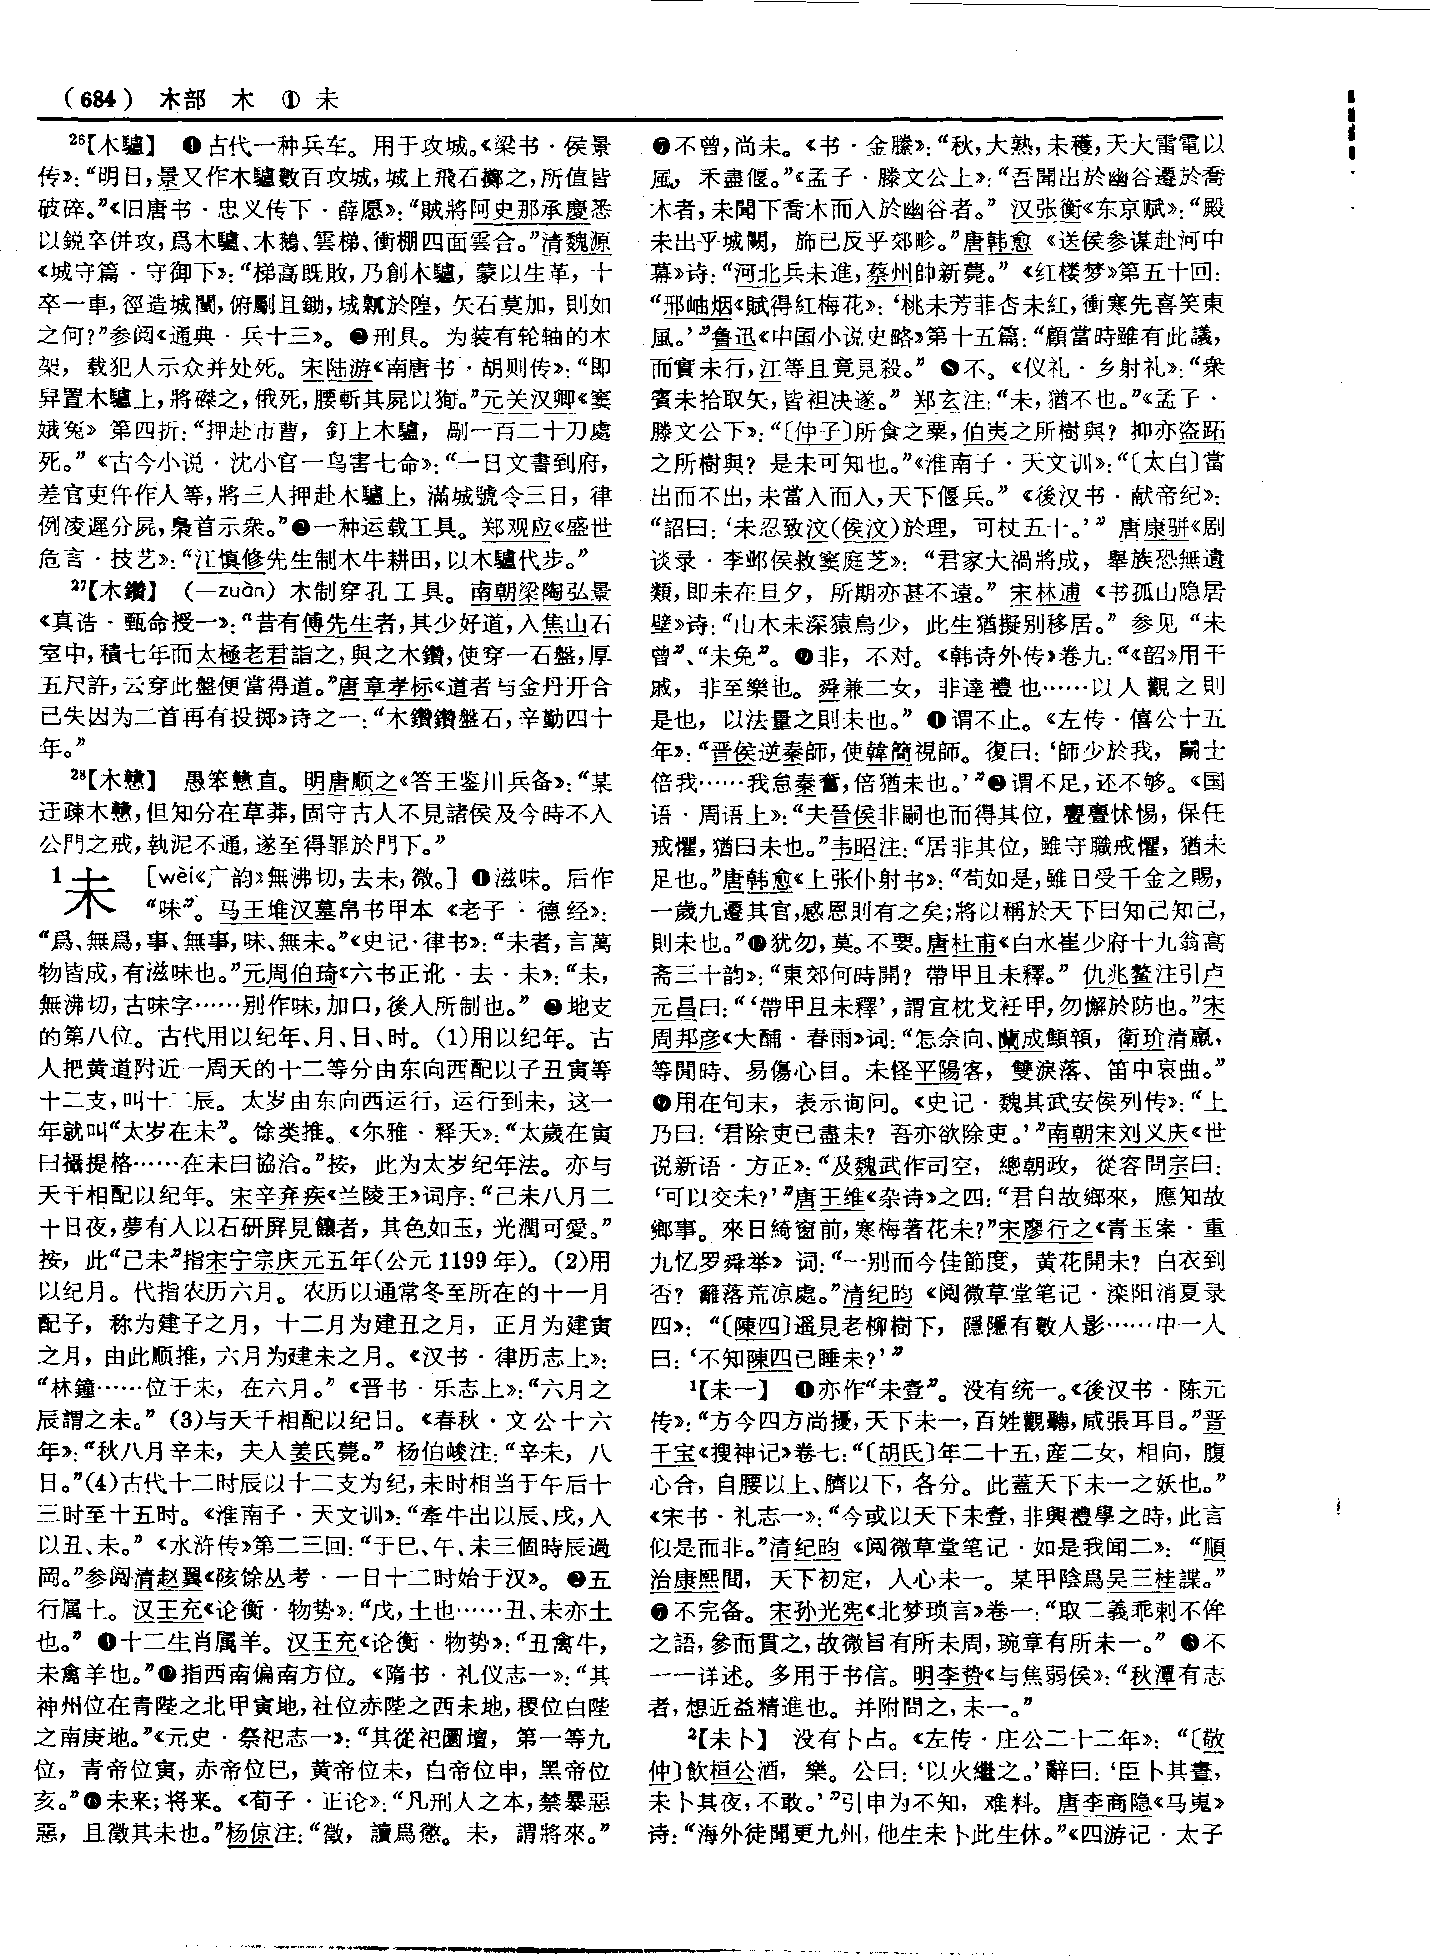 (684) 木部 木 ① 未
²⁶【木驢】 ❶古代一种兵车。用于攻城。《梁书·侯景
传》：“明日，景又作木驢數百攻城，城上飛石擲之，所值皆
破碎。”《旧唐书·忠义传下·薛愿》：“賊將阿史那承慶悉
以鋭卒併攻，爲木驢、木鵝、雲梯、衝棚四面雲合。”清魏源
《城守篇·守御下》：“梯高既敗，乃創木驢，蒙以生革，十
卒一車，徑造城闉，俯劚且鋤，城甈於隍，矢石莫加，則如
之何？”参阅《通典·兵十三》。❷刑具。为装有轮轴的木
架，载犯人示众并处死。宋陆游《南唐书·胡则传》：“即
舁置木驢上，將磔之，俄死，腰斬其屍以狥。”元关汉卿《窦
娥冤》第四折：“押赴市曹，釘上木驢，剮一百二十刀處
死。”《古今小说·沈小官一鸟害七命》：“一日文書到府，
差官吏仵作人等，將三人押赴木驢上，滿城號令三日，律
例凌遲分屍，梟首示衆。”❸一种运载工具。郑观应《盛世
危言·技艺》：“江慎修先生制木牛耕田，以木驢代步。”
²⁷【木鑽】 (—zuàn) 木制穿孔工具。南朝梁陶弘景
《真诰·甄命授一》：“昔有傅先生者，其少好道，入焦山石
室中，積七年而太極老君詣之，與之木鑽，使穿一石盤，厚
五尺許，云穿此盤便當得道。”唐章孝标《道者与金丹开合
已失因为二首再有投掷》诗之一：“木鑽鑽盤石，辛勤四十
年。”
²⁸【木戆】 愚笨戆直。明唐顺之《答王鉴川兵备》：“某
迂疎木戆，但知分在草莽，固守古人不見諸侯及今時不入
公門之戒，執泥不通，遂至得罪於門下。”
¹未 [wèi《广韵》無沸切，去未，微。]❶滋味。后作
“味”。马王堆汉墓帛书甲本《老子·德经》：
“爲、無爲，事、無事，味、無未。”《史记·律书》：“未者，言萬
物皆成，有滋味也。”元周伯琦《六书正讹·去·未》：“未，
無沸切，古味字……别作味，加口，後人所制也。”❷地支
的第八位。古代用以纪年、月、日、时。(1)用以纪年。古
人把黄道附近一周天的十二等分由东向西配以子丑寅等
十二支，叫十二辰。太岁由东向西运行，运行到未，这一
年就叫“太岁在未”。馀类推。《尔雅·释天》：“太歲在寅
曰攝提格……在未曰協洽。”按，此为太岁纪年法。亦与
天干相配以纪年。宋辛弃疾《兰陵王》词序：“己未八月二
十日夜，夢有人以石研屏見饟者，其色如玉，光潤可愛。”
按，此“己未”指宋宁宗庆元五年(公元1199年)。(2)用
以纪月。代指农历六月。农历以通常冬至所在的十一月
配子，称为建子之月，十二月为建丑之月，正月为建寅
之月，由此顺推，六月为建未之月。《汉书·律历志上》：
“林鐘……位于未，在六月。”《晋书·乐志上》：“六月之
辰謂之未。”(3)与天干相配以纪日。《春秋·文公十六
年》：“秋八月辛未，夫人姜氏薨。”杨伯峻注：“辛未，八
日。”(4)古代十二时辰以十二支为纪，未时相当于午后十
三时至十五时。《淮南子·天文训》：“牽牛出以辰、戌，入
以丑、未。”《水浒传》第二三回：“于巳、午、未三個時辰過
岡。”参阅清赵翼《陔馀丛考·一日十二时始于汉》。❸五
行属土。汉王充《论衡·物势》：“戊，土也……丑、未亦土
也。”❹十二生肖属羊。汉王充《论衡·物势》：“丑禽牛，
未禽羊也。”❺指西南偏南方位。《隋书·礼仪志一》：“其
神州位在青陛之北甲寅地，社位赤陛之西未地，稷位白陛
之南庚地。”《元史·祭祀志一》：“其從祀圜壇，第一等九
位，青帝位寅，赤帝位巳，黄帝位未，白帝位申，黑帝位
亥。”❻未来；将来。《荀子·正论》：“凡刑人之本，禁暴惡
惡，且徵其未也。”杨倞注：“徵，讀爲懲。未，謂將來。”
❼不曾，尚未。《书·金縢》：“秋，大熟，未穫，天大雷電以
風，禾盡偃。”《孟子·滕文公上》：“吾聞出於幽谷遷於喬
木者，未聞下喬木而入於幽谷者。”汉张衡《东京赋》：“殿
未出乎城闕，斾已反乎郊畛。”唐韩愈《送侯参谋赴河中
幕》诗：“河北兵未進，蔡州帥新薨。”《红楼梦》第五十回：
“邢岫烟《賦得红梅花》：‘桃未芳菲杏未紅，衝寒先喜笑東
風。’”鲁迅《中国小说史略》第十五篇：“顧當時雖有此議，
而實未行，江等且竟見殺。”❽不。《仪礼·乡射礼》：“衆
賓未拾取矢，皆袒决遂。”郑玄注：“未，猶不也。”《孟子·
滕文公下》：“〔仲子〕所食之粟，伯夷之所樹與？抑亦盗跖
之所樹與？是未可知也。”《淮南子·天文训》：“〔太白〕當
出而不出，未當入而入，天下偃兵。”《後汉书·献帝纪》：
“詔曰：‘未忍致汶(侯汶)於理，可杖五十。’”唐康骈《剧
谈录·李邺侯救窦庭芝》：“君家大禍將成，舉族恐無遺
類，即未在旦夕，所期亦甚不遠。”宋林逋《书孤山隐居
壁》诗：“山木未深猿鳥少，此生猶擬别移居。”参见“未
曾”、“未免”。❾非，不对。《韩诗外传》卷九：“《韶》用干
戚，非至樂也。舜兼二女，非達禮也……以人觀之則
是也，以法量之則未也。”❿谓不止。《左传·僖公十五
年》：“晋侯逆秦師，使韓簡視師。復曰：‘師少於我，鬭士
倍我……我怠秦奮，倍猶未也。’”⓫谓不足，还不够。《国
语·周语上》：“夫晉侯非嗣也而得其位，亹亹怵惕，保任
戒懼，猶曰未也。”韦昭注：“居非其位，雖守職戒懼，猶未
足也。”唐韩愈《上张仆射书》：“苟如是，雖日受千金之賜，
一歲九遷其官，感恩則有之矣；將以稱於天下曰知己知己，
則未也。”⓬犹勿，莫。不要。唐杜甫《白水崔少府十九翁高
斋三十韵》：“東郊何時開？帶甲且未釋。”仇兆鳌注引卢
元昌曰：“‘帶甲且未釋’，謂宜枕戈衽甲，勿懈於防也。”宋
周邦彦《大酺·春雨》词：“怎奈向、蘭成顦顇，衛玠清羸，
等閒時、易傷心目。未怪平陽客，雙淚落、笛中哀曲。”
⓭用在句末，表示询问。《史记·魏其武安侯列传》：“上
乃曰：‘君除吏已盡未？吾亦欲除吏。’”南朝宋刘义庆《世
说新语·方正》：“及魏武作司空，總朝政，從容問宗曰：
‘可以交未？’”唐王维《杂诗》之四：“君自故鄉來，應知故
鄉事。來日綺窗前，寒梅著花未？”宋廖行之《青玉案·重
九忆罗舜举》词：“一别而今佳節度，黄花開未？白衣到
否？籬落荒凉處。”清纪昀《阅微草堂笔记·滦阳消夏录
四》：“〔陳四〕遥見老柳樹下，隱隱有數人影……中一人
曰：‘不知陳四已睡未？’”
¹【未一】 ❶亦作“未壹”。没有统一。《後汉书·陈元
传》：“方今四方尚擾，天下未一，百姓觀聽，咸張耳目。”晋
干宝《搜神记》卷七：“〔胡氏〕年二十五，産二女，相向，腹
心合，自腰以上、臍以下，各分。此蓋天下未一之妖也。”
《宋书·礼志一》：“今或以天下未壹，非興禮學之時，此言
似是而非。”清纪昀《阅微草堂笔记·如是我闻二》：“順
治康熙間，天下初定，人心未一。某甲陰爲吴三桂諜。”
❷不完备。宋孙光宪《北梦琐言》卷一：“取二義乖剌不侔
之語，參而貫之，故微旨有所未周，琬章有所未一。”❸不
一一详述。多用于书信。明李贽《与焦弱侯》：“秋潭有志
者，想近益精進也。并附問之，未一。”
²【未卜】 没有卜占。《左传·庄公二十二年》：“〔敬
仲〕飲桓公酒，樂。公曰：‘以火繼之。’辭曰：‘臣卜其晝，
未卜其夜，不敢。’”引申为不知，难料。唐李商隐《马嵬》
诗：“海外徒聞更九州，他生未卜此生休。”《四游记·太子